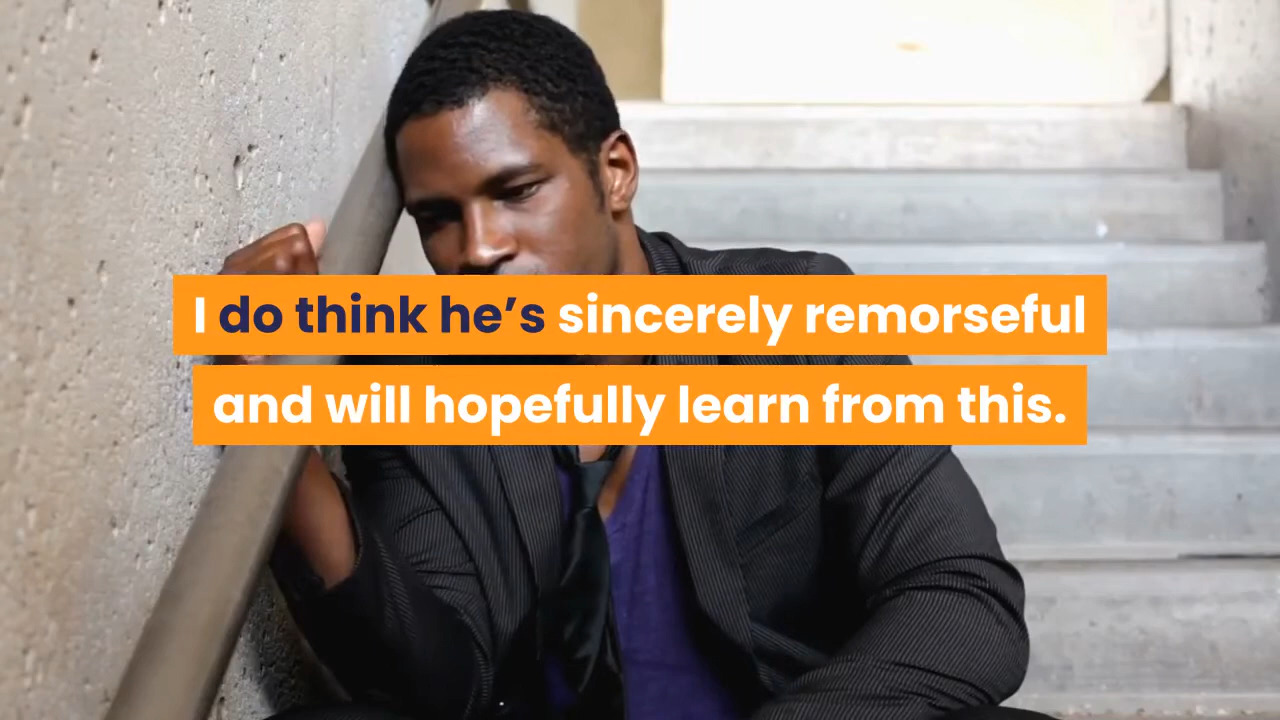 I do think he’s sincerely remorseful
and will hopefully learn from this.